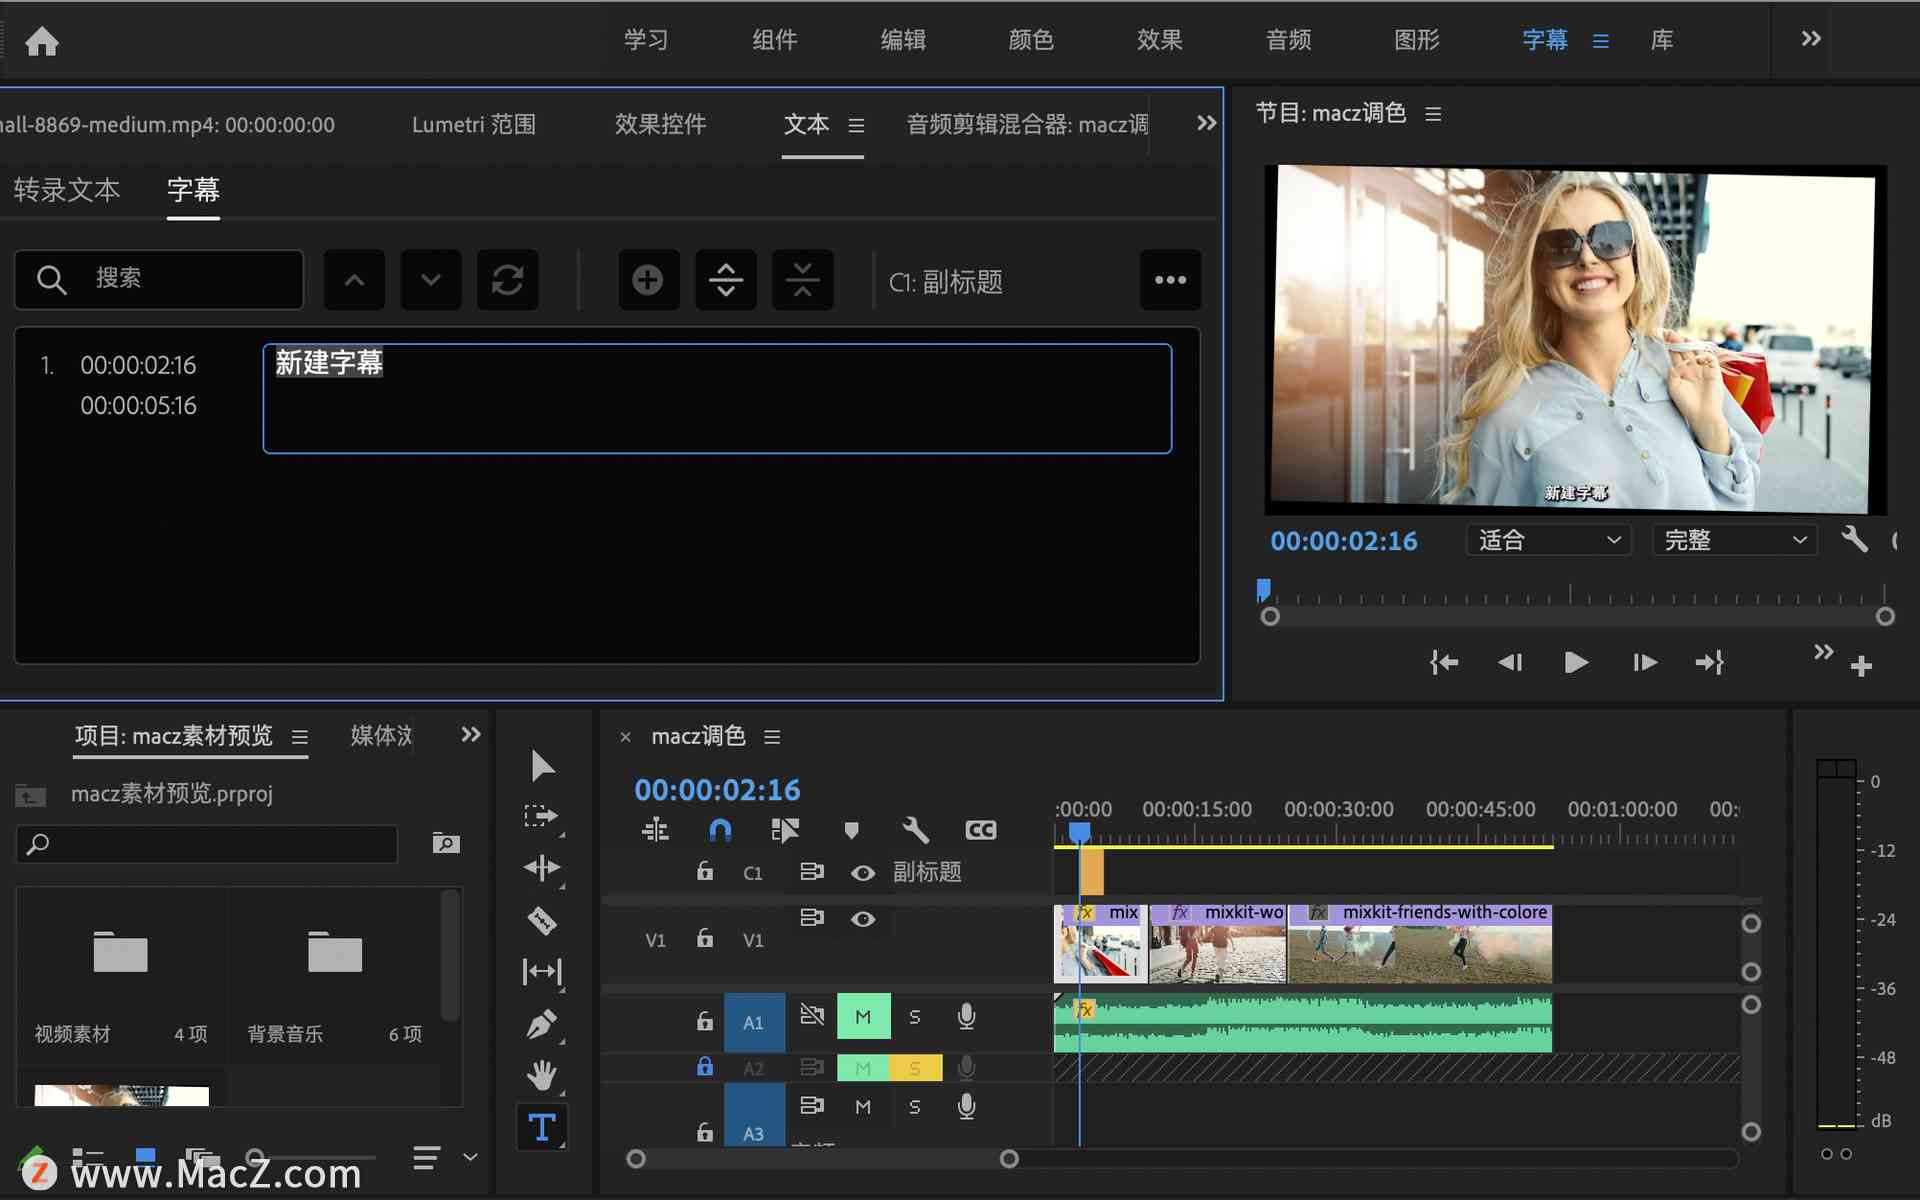 学习 组件 编辑 颜色 效果 音频 图形 字幕 库
all-8869-medium.mp4: 00:00:00:00 Lumetri 范围 效果控件 文本 音频剪辑混合器: macz调
节目: macz调色
转录文本 字幕
搜索 C1: 副标题
1. 00:00:02:16 新建字幕
00:00:05:16
新建字幕
00:00:02:16 适合 完整
项目: macz素材预览 媒体浏
macz素材预览.prproj
视频素材 4 项 背景音乐 6 项
macz调色
00:00:02:16
:00:00 00:00:15:00 00:00:30:00 00:00:45:00 00:01:00:00 00:
CC
C1 副标题
V1 V1
fx mix fx mixkit-wo fx mixkit-friends-with-colore
A1 M S fx
A2 M S
A3 M S
0
-12
-24
-36
-48
dB
Z www.MacZ.com